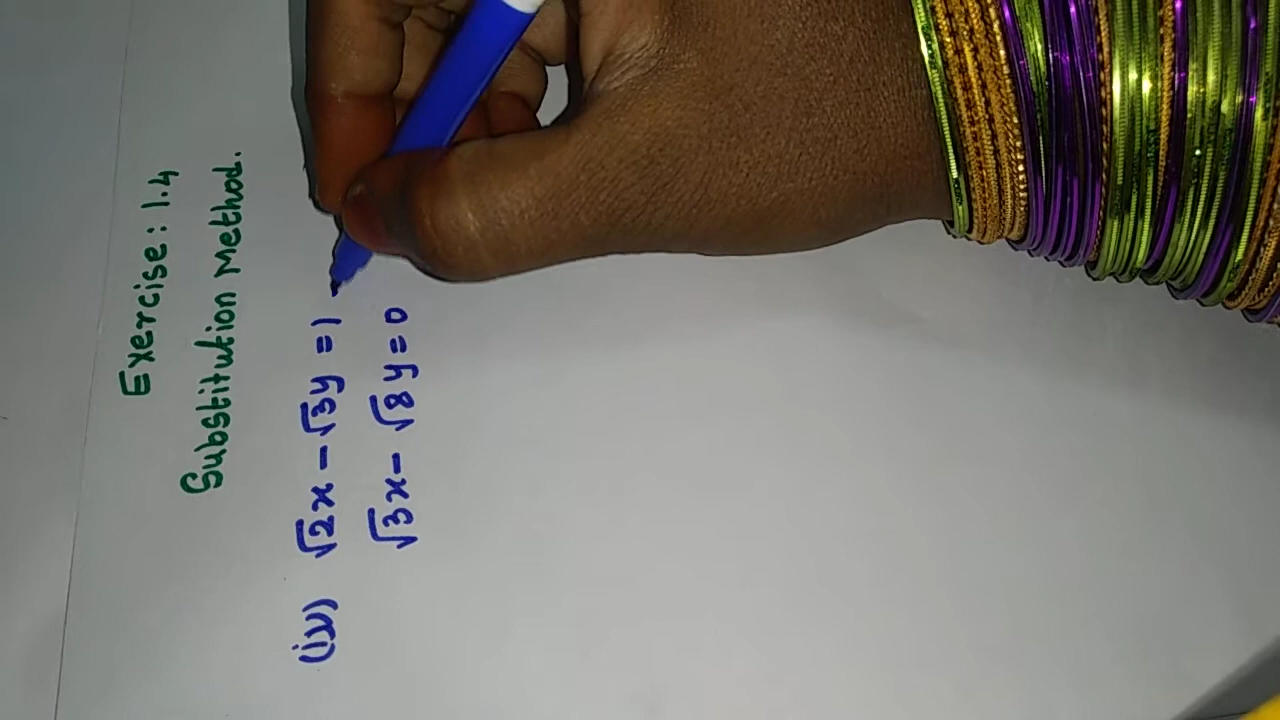 Exercise: 1.4
Substitution Method.
(iv) √2x - √3y = 1
√3x - √8y = 0